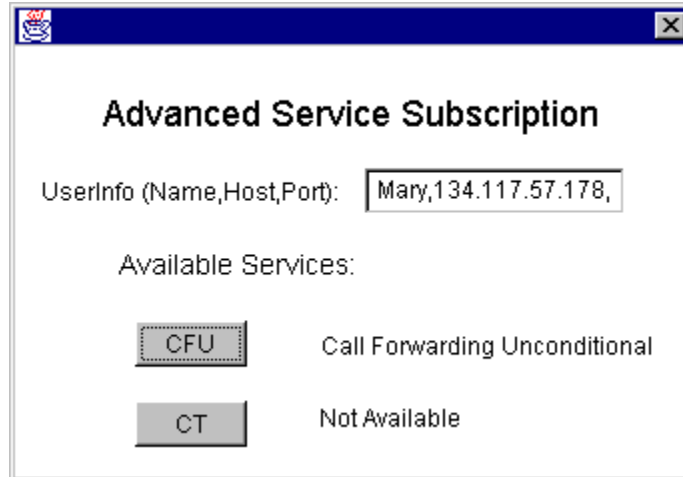 Advanced Service Subscription
UserInfo (Name,Host,Port): Mary,134.117.57.178,
Available Services:
CFU Call Forwarding Unconditional
CT Not Available